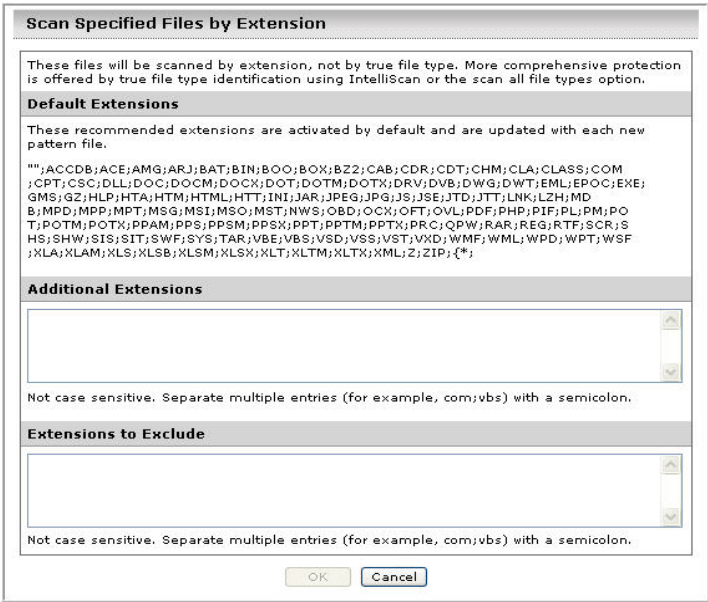 Scan Specified Files by Extension
These files will be scanned by extension, not by true file type. More comprehensive protection
is offered by true file type identification using IntelliScan or the scan all file types option.
Default Extensions
These recommended extensions are activated by default and are updated with each new
pattern file.
"";ACCDB;ACE;AMG;ARJ;BAT;BIN;BOO;BOX;BZ2;CAB;CDR;CDT;CHM;CLA;CLASS;COM
;CPT;CSC;DLL;DOC;DOCM;DOCX;DOT;DOTM;DOTX;DRV;DVB;DWG;DWT;EML;EPOC;EXE;
GMS;GZ;HLP;HTA;HTM;HTML;HTT;INI;JAR;JPEG;JPG;JS;JSE;JTD;JTT;LNK;LZH;MD
B;MPD;MPP;MPT;MSG;MSI;MSO;MST;NWS;OBD;OCX;OFT;OVL;PDF;PHP;PIF;PL;PM;PO
T;POTM;POTX;PPAM;PPS;PPSM;PPSX;PPT;PPTM;PPTX;PRC;QPW;RAR;REG;RTF;SCR;S
HS;SHW;SIS;SIT;SWF;SYS;TAR;VBE;VBS;VSD;VSS;VST;VXD;WMF;WML;WPD;WPT;WSF
;XLA;XLAM;XLS;XLSB;XLSM;XLSX;XLT;XLTM;XLTX;XML;Z;ZIP;{*;
Additional Extensions
Not case sensitive. Separate multiple entries (for example, com;vbs) with a semicolon.
Extensions to Exclude
Not case sensitive. Separate multiple entries (for example, com;vbs) with a semicolon.
OK Cancel